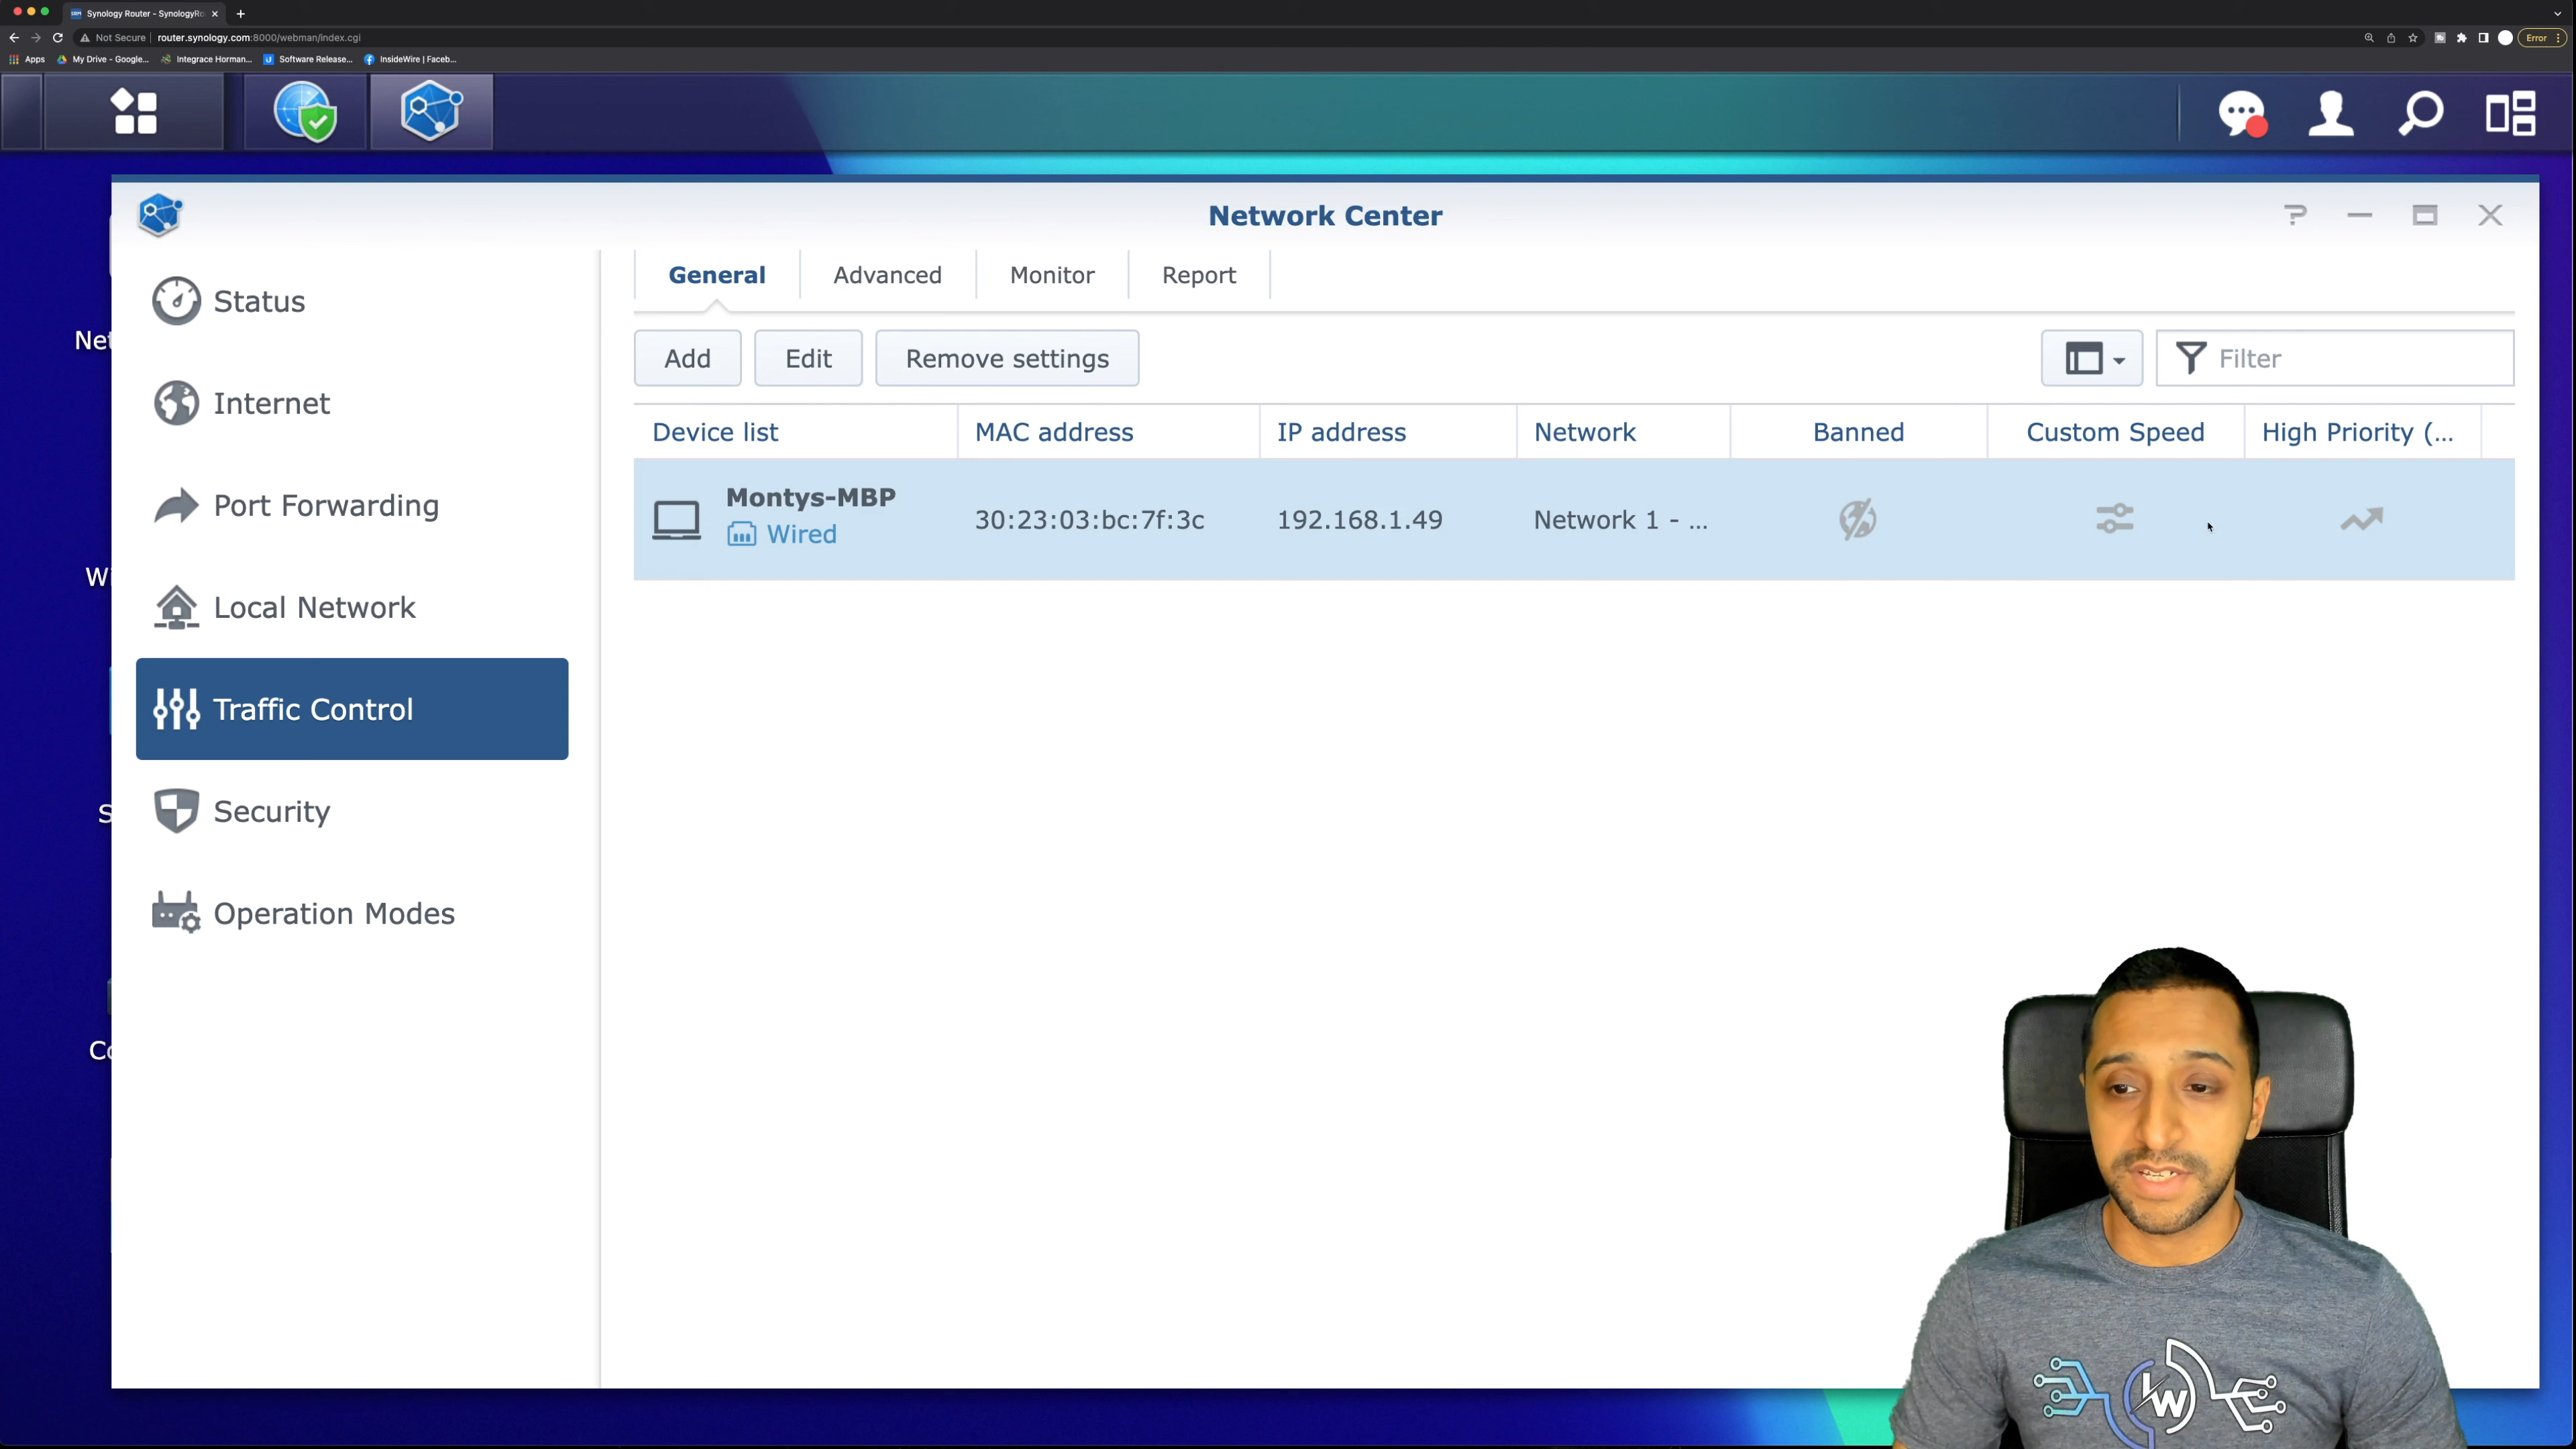 Synology Router - SynologyRo
Not Secure | router.synology.com:8000/webman/index.cgi
Error
Apps
My Drive - Google...
Integrace Horman...
Software Release...
InsideWire | Faceb...
Network Center
Status
Internet
Port Forwarding
Local Network
Traffic Control
Security
Operation Modes
General
Advanced
Monitor
Report
Add
Edit
Remove settings
Filter
Device list
MAC address
IP address
Network
Banned
Custom Speed
High Priority (...
Montys-MBP
Wired
30:23:03:bc:7f:3c
192.168.1.49
Network 1 - ...
Net
Wi
S
Co
W